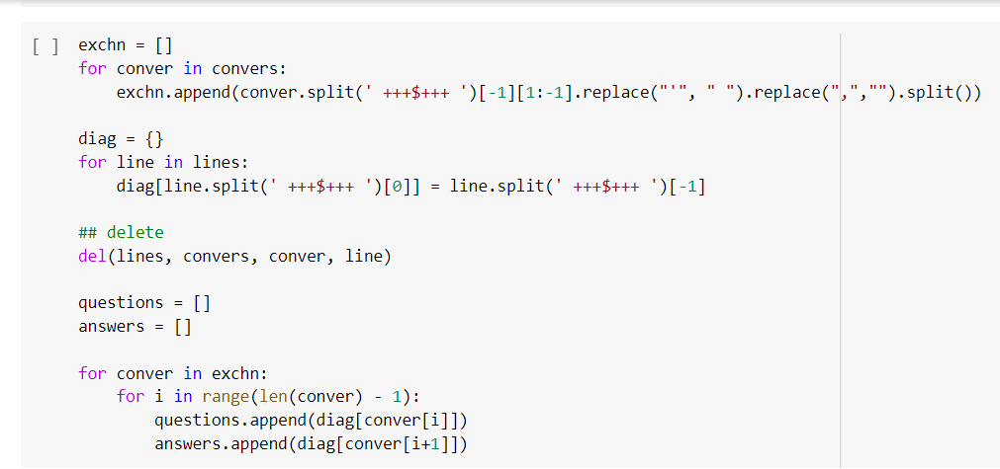 [ ] exchn = []
for conver in convers:
    exchn.append(conver.split(' +++$+++ ')[-1][1:-1].replace("'", " ").replace(",","").split())

diag = {}
for line in lines:
    diag[line.split(' +++$+++ ')[0]] = line.split(' +++$+++ ')[-1]

## delete
del(lines, convers, conver, line)

questions = []
answers = []

for conver in exchn:
    for i in range(len(conver) - 1):
        questions.append(diag[conver[i]])
        answers.append(diag[conver[i+1]])